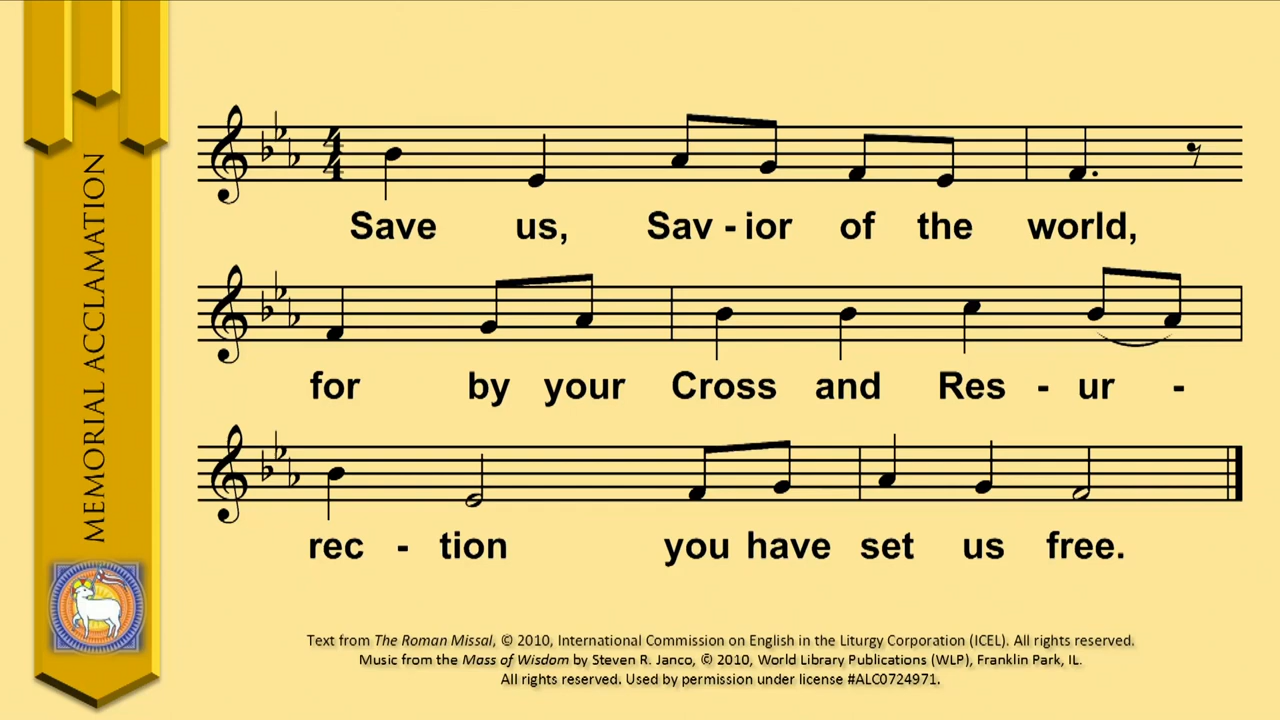 MEMORIAL ACCLAMATION
Save us, Sav - ior of the world,
for by your Cross and Res - ur -
rec - tion you have set us free.
Text from The Roman Missal, © 2010, International Commission on English in the Liturgy Corporation (ICEL). All rights reserved.
Music from the Mass of Wisdom by Steven R. Janco, © 2010, World Library Publications (WLP), Franklin Park, IL.
All rights reserved. Used by permission under license #ALC0724971.